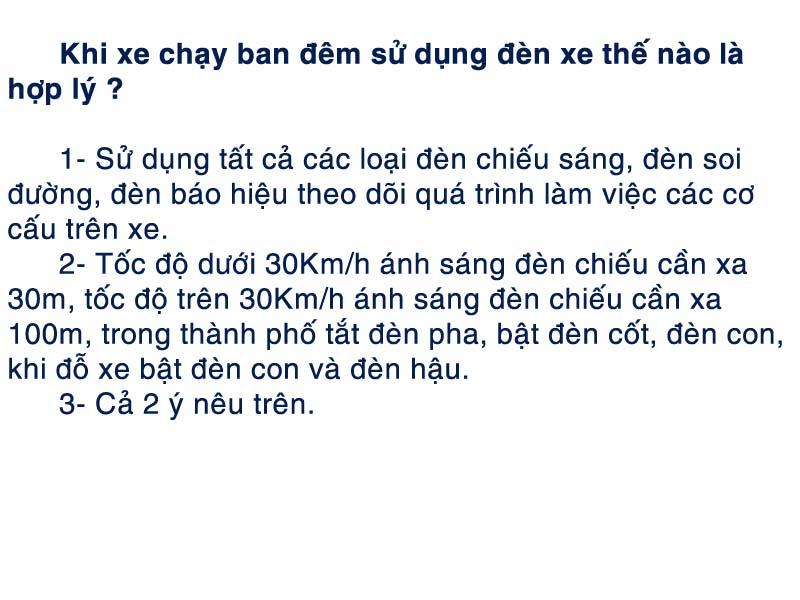 Khi xe chạy ban đêm sử dụng đèn xe thế nào là
hợp lý ?
1- Sử dụng tất cả các loại đèn chiếu sáng, đèn soi
đường, đèn báo hiệu theo dõi quá trình làm việc các cơ
cấu trên xe.
2- Tốc độ dưới 30Km/h ánh sáng đèn chiếu cần xa
30m, tốc độ trên 30Km/h ánh sáng đèn chiếu cần xa
100m, trong thành phố tắt đèn pha, bật đèn cốt, đèn con,
khi đỗ xe bật đèn con và đèn hậu.
3- Cả 2 ý nêu trên.